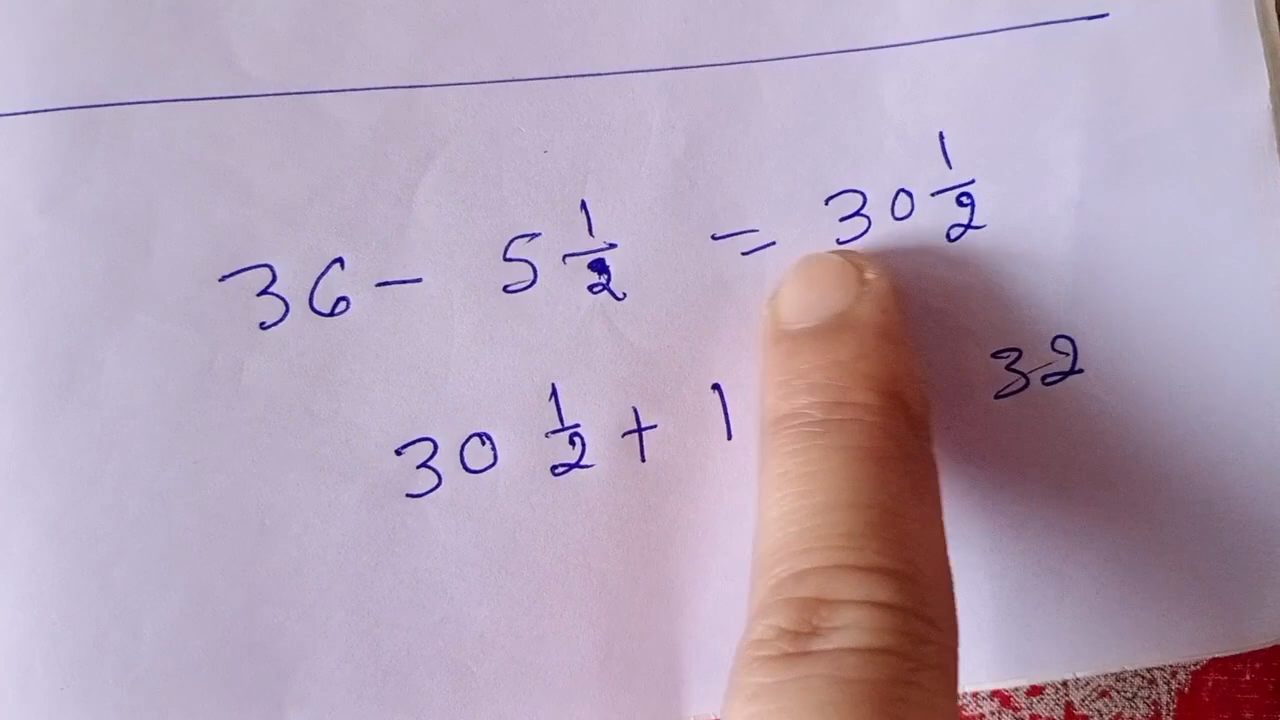 36 - 5 1/2 = 30 1/2
30 1/2 + 1 32